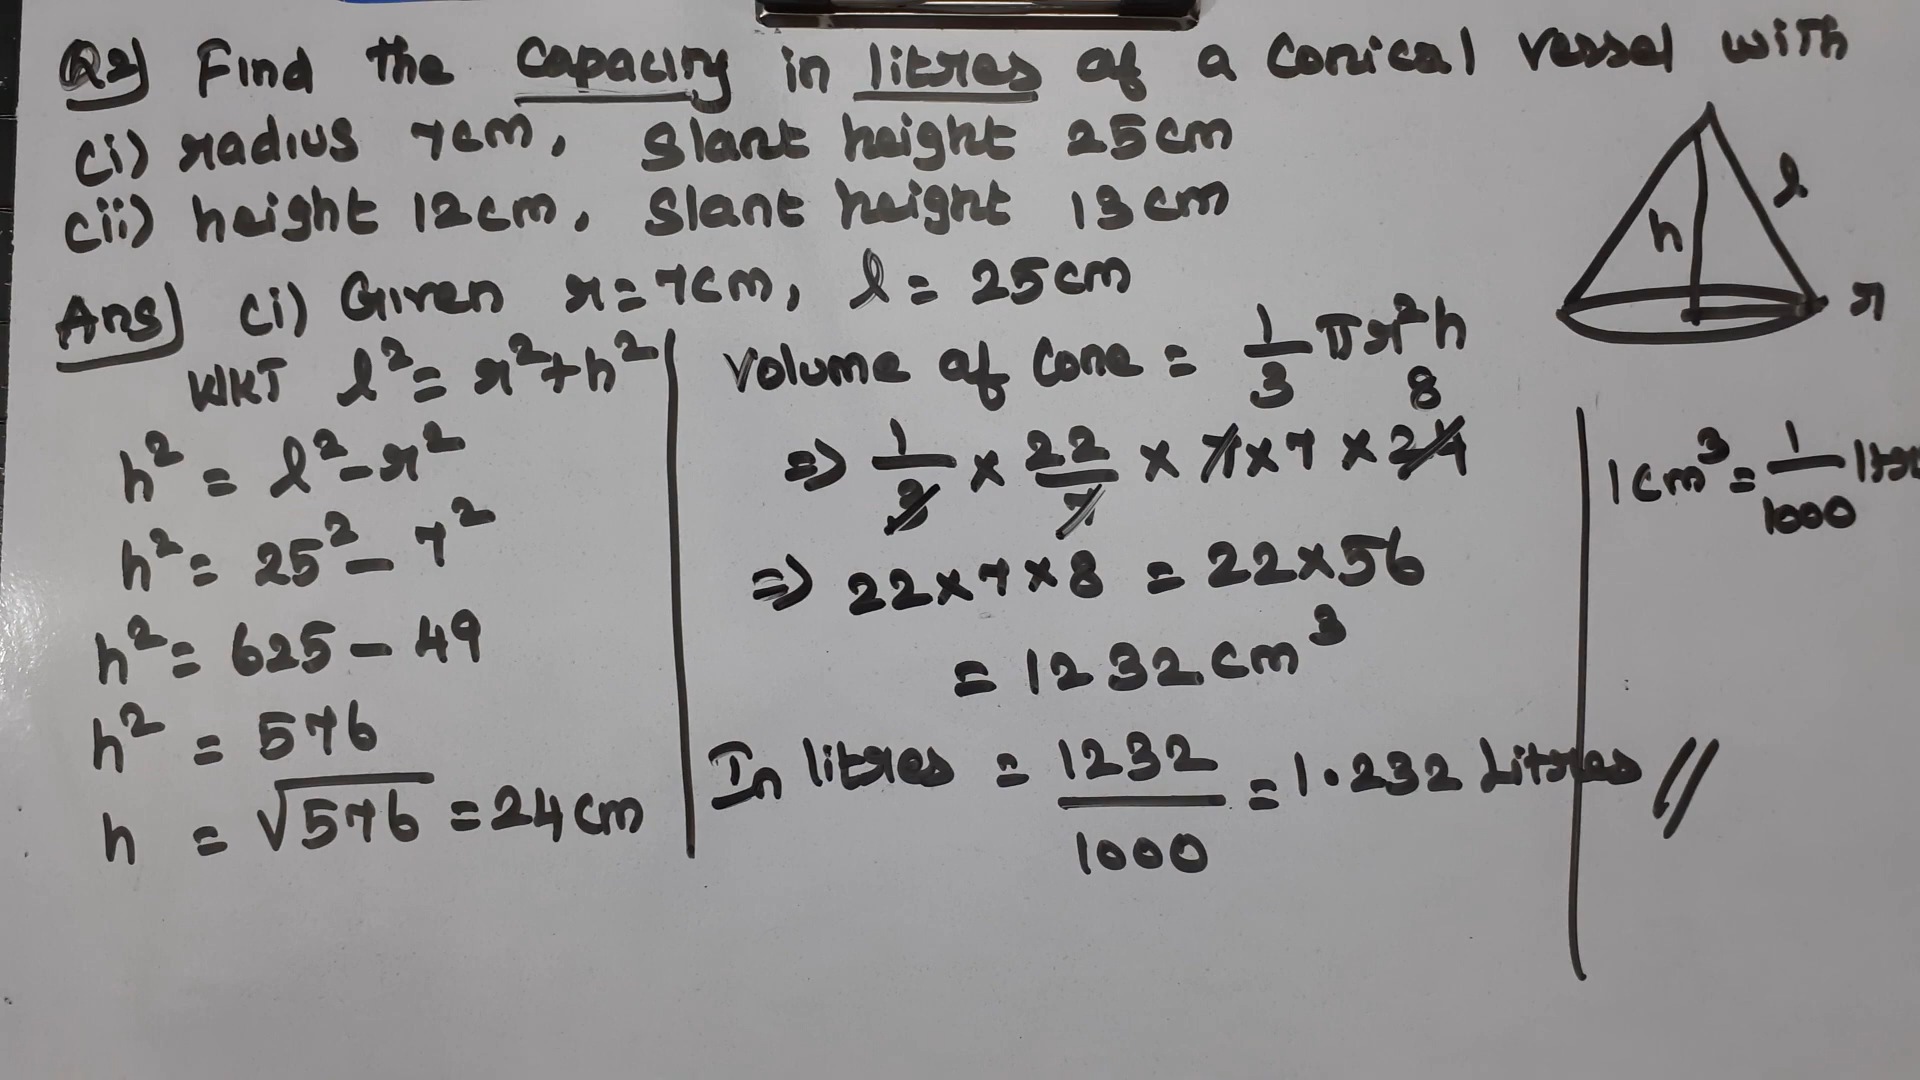 Q2) Find the capacity in litres of a conical vessel with
(i) radius 7cm, slant height 25cm
(ii) height 12cm, slant height 13cm
h
l
r
Ans) (i) Given r=7cm, l = 25cm
WKT l² = r²+h²
h² = l²-r²
h² = 25² - 7²
h² = 625 - 49
h² = 576
h = √576 = 24cm
Volume of cone = 1/3 πr²h
8
⇒ 1/3 × 22/7 × 7×7 × 24
⇒ 22×7×8 = 22×56
= 1232cm³
In litres = 1232/1000 = 1.232 Litres //
1cm³ = 1/1000